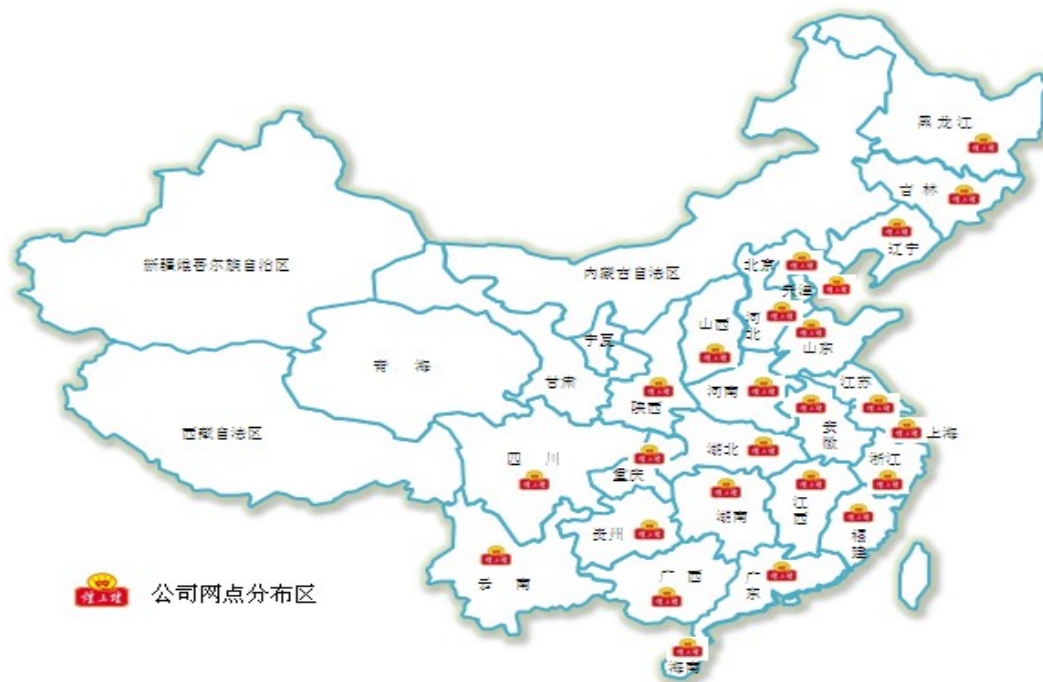 黑龙江
吉林
辽宁
新疆维吾尔族自治区
内蒙古自治区
北京
天津
河北
山西
山东
宁夏
青海
甘肃
陕西
河南
江苏
安徽
上海
西藏自治区
四川
重庆
湖北
浙江
湖南
江西
贵州
福建
云南
广西
广东
海南
煌上煌
公司网点分布区